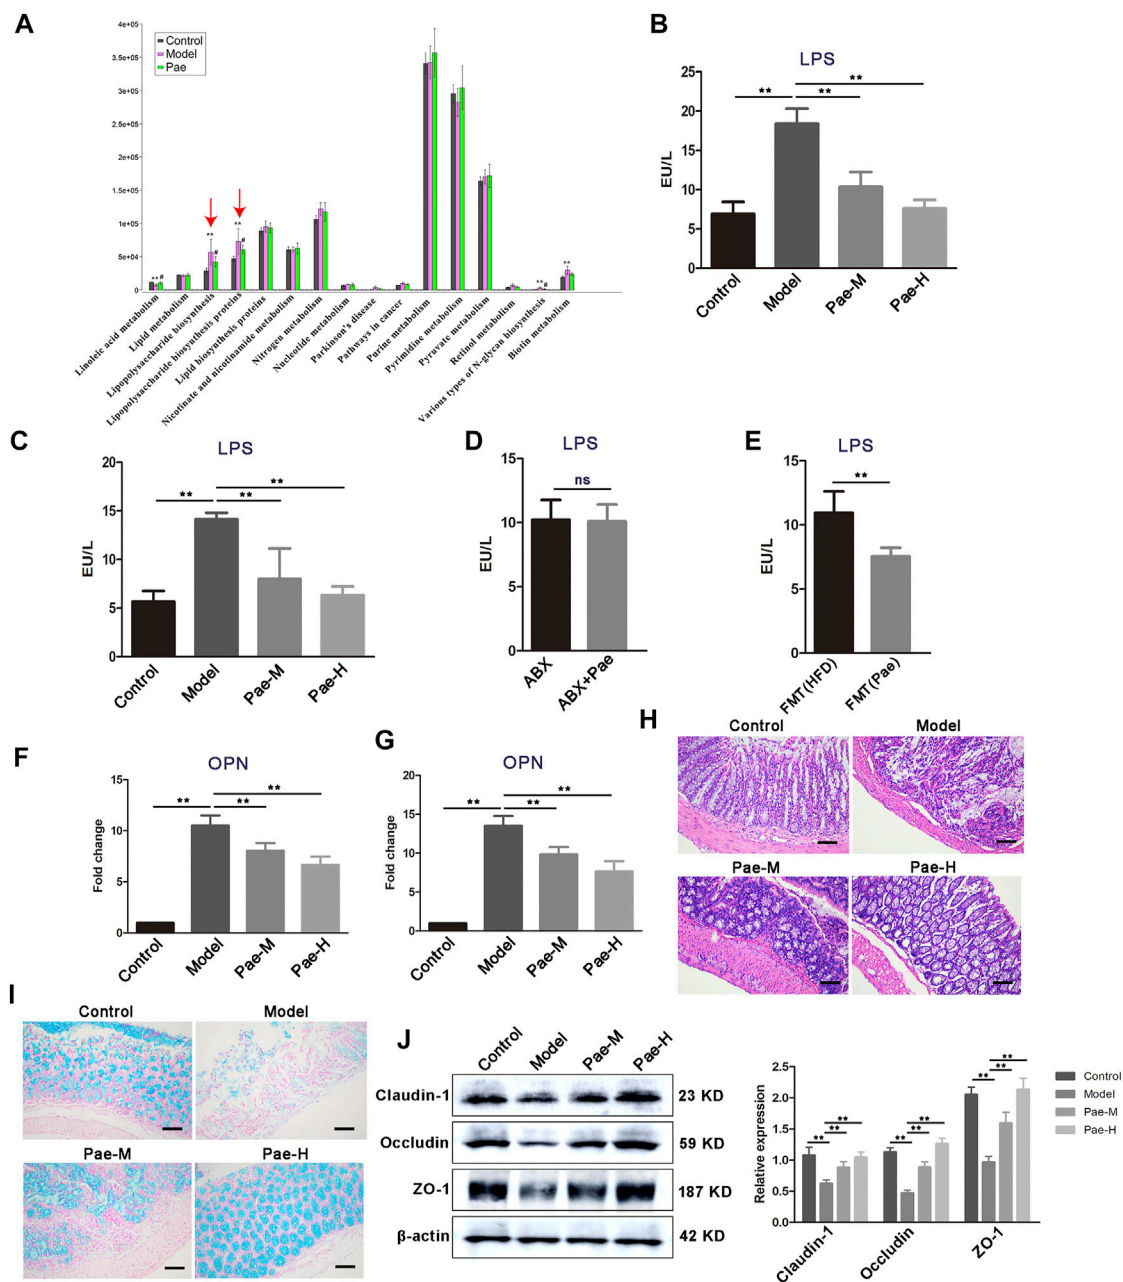 A
4e+05
3.5e+05
3e+05
2.5e+05
2e+05
1.5e+05
1e+05
5e+04
0
Control
Model
Pae
** #
** #
** #
** #
**
Linoleic acid metabolism
Lipid metabolism
Lipopolysaccharide biosynthesis
Lipopolysaccharide biosynthesis proteins
Lipid biosynthesis proteins
Nicotinate and nicotinamide metabolism
Nitrogen metabolism
Nucleotide metabolism
Parkinson's disease
Pathways in cancer
Purine metabolism
Pyrimidine metabolism
Pyruvate metabolism
Retinol metabolism
Various types of N-glycan biosynthesis
Biotin metabolism
B
LPS
EU/L
25
20
15
10
5
0
** ** **
Control
Model
Pae-M
Pae-H
C
LPS
EU/L
20
15
10
5
0
** ** **
Control
Model
Pae-M
Pae-H
D
LPS
EU/L
15
10
5
0
ns
ABX
ABX+Pae
E
LPS
EU/L
15
10
5
0
**
FMT(HFD)
FMT(Pae)
F
OPN
Fold change
15
10
5
0
** ** **
Control
Model
Pae-M
Pae-H
G
OPN
Fold change
20
15
10
5
0
** ** **
Control
Model
Pae-M
Pae-H
H
Control
Model
Pae-M
Pae-H
I
Control
Model
Pae-M
Pae-H
J
Control
Model
Pae-M
Pae-H
Claudin-1 23 KD
Occludin 59 KD
ZO-1 187 KD
β-actin 42 KD
Relative expression
2.5
2.0
1.5
1.0
0.5
0.0
** ** **
** ** **
** ** **
Claudin-1
Occludin
ZO-1
Control
Model
Pae-M
Pae-H